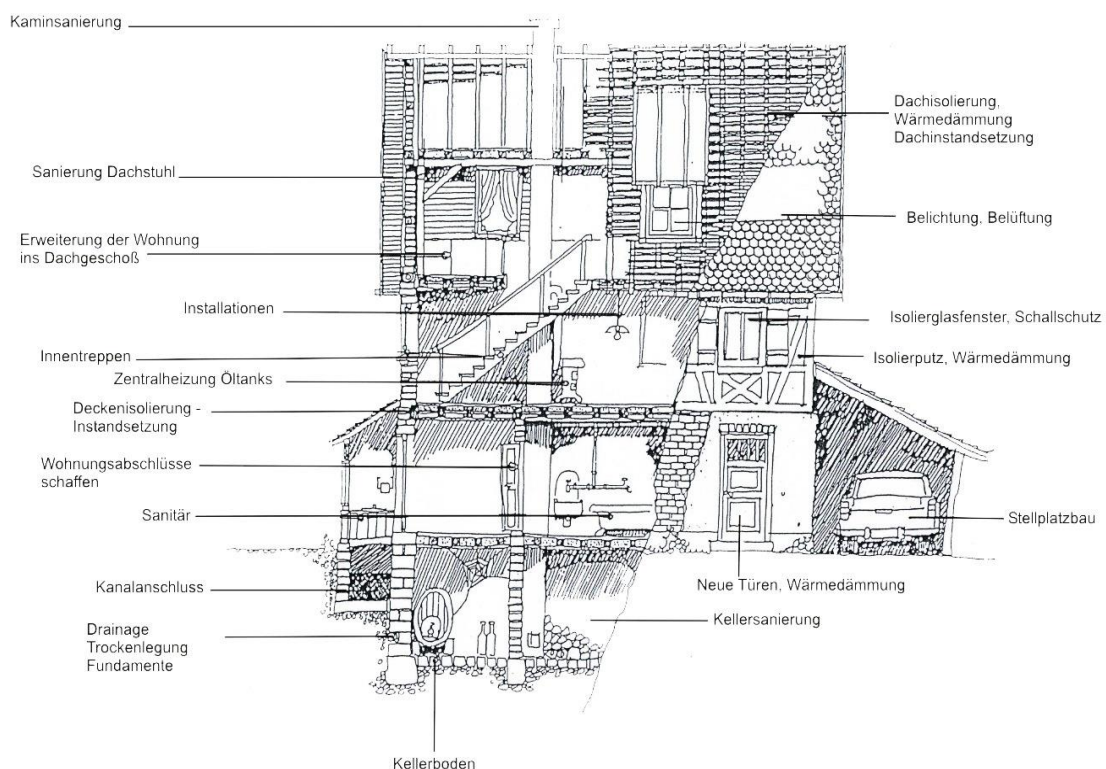 Kaminsanierung
Dachisolierung,
Wärmedämmung
Dachinstandsetzung
Sanierung Dachstuhl
Belichtung, Belüftung
Erweiterung der Wohnung
ins Dachgeschoß
Installationen
Isolierglasfenster, Schallschutz
Innentreppen
Isolierputz, Wärmedämmung
Zentralheizung Öltanks
Deckenisolierung -
Instandsetzung
Wohnungsabschlüsse
schaffen
Sanitär
Stellplatzbau
Kanalanschluss
Neue Türen, Wärmedämmung
Kellersanierung
Drainage
Trockenlegung
Fundamente
Kellerboden